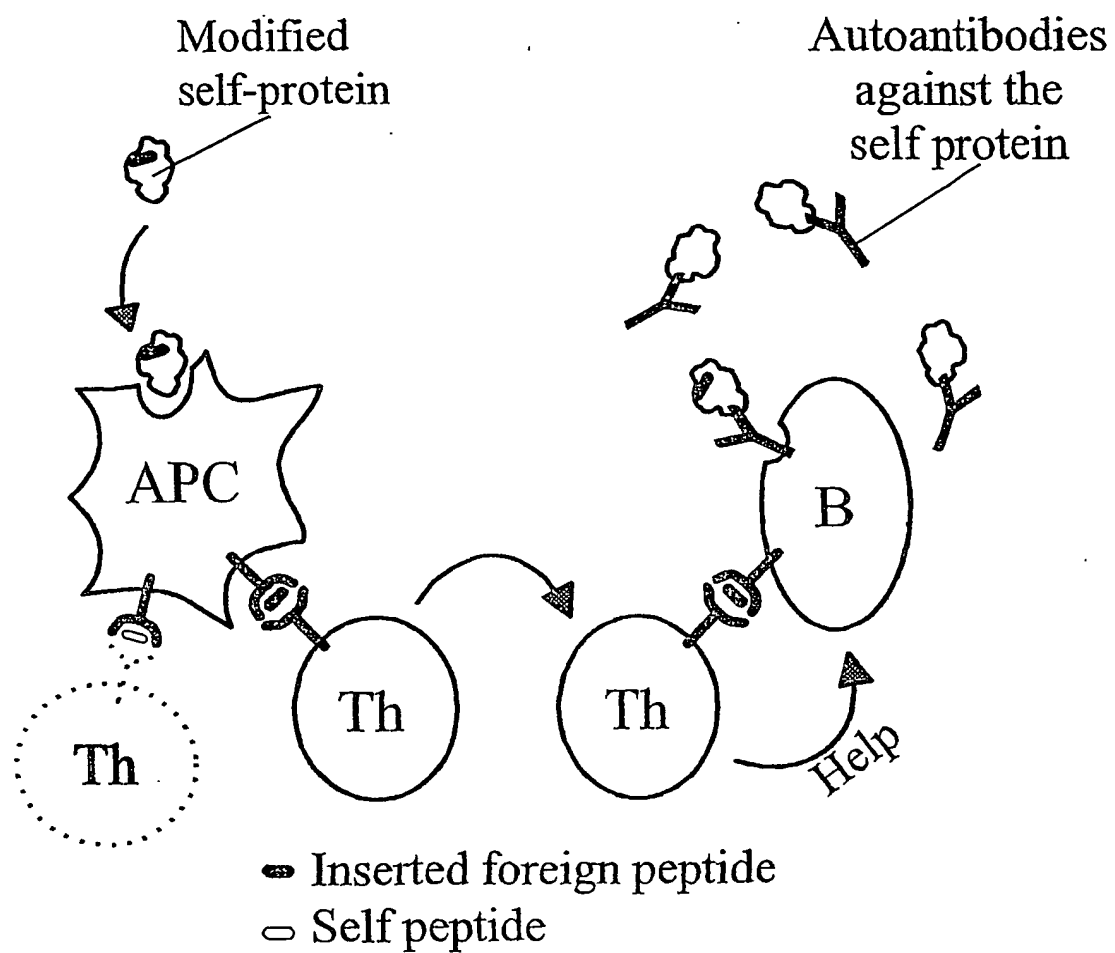 Modified
self-protein
Autoantibodies
against the
self protein
APC
B
Th
Th
Th
Help
Inserted foreign peptide
Self peptide